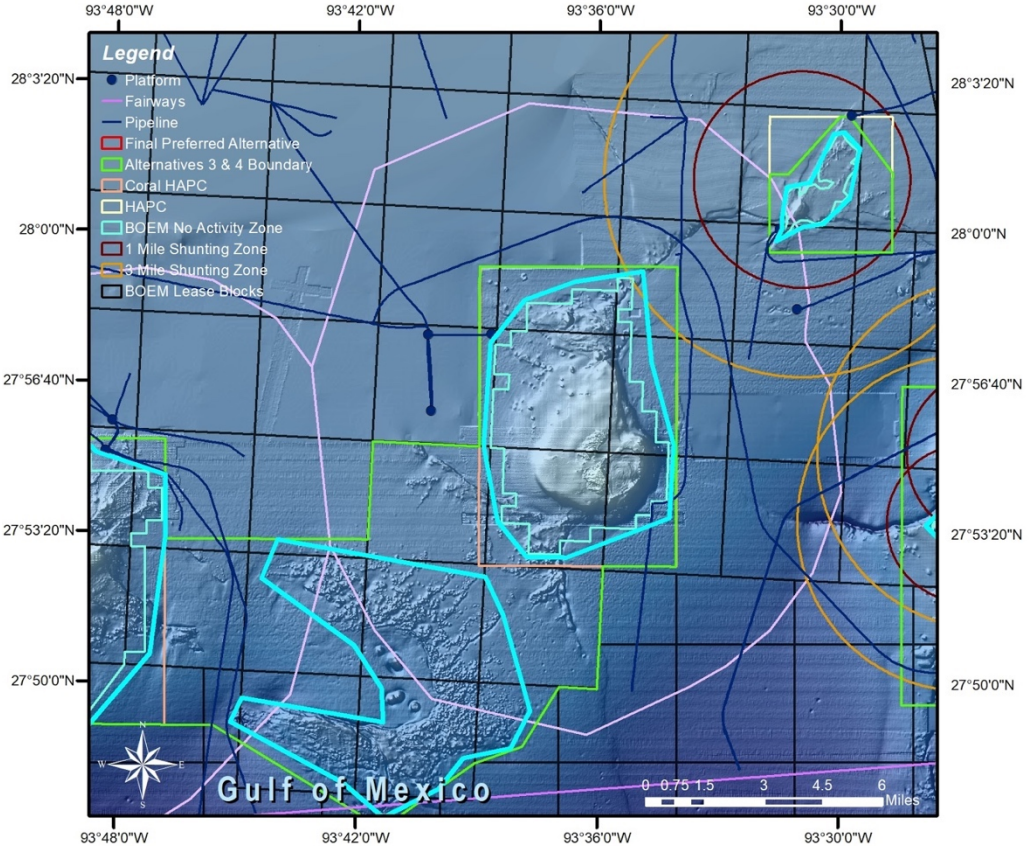 93°48'0"W 93°42'0"W 93°36'0"W 93°30'0"W
Legend
28°3'20"N
28°3'20"N
Platform
Fairways
Pipeline
Final Preferred Alternative
Alternatives 3 & 4 Boundary
Coral HAPC
HAPC
BOEM No Activity Zone
28°0'0"N
28°0'0"N
1 Mile Shunting Zone
3 Mile Shunting Zone
BOEM Lease Blocks
27°56'40"N
27°56'40"N
27°53'20"N
27°53'20"N
27°50'0"N
27°50'0"N
N
W E
S
Gulf of Mexico
0 0.75 1.5 3 4.5 6
Miles
93°48'0"W 93°42'0"W 93°36'0"W 93°30'0"W